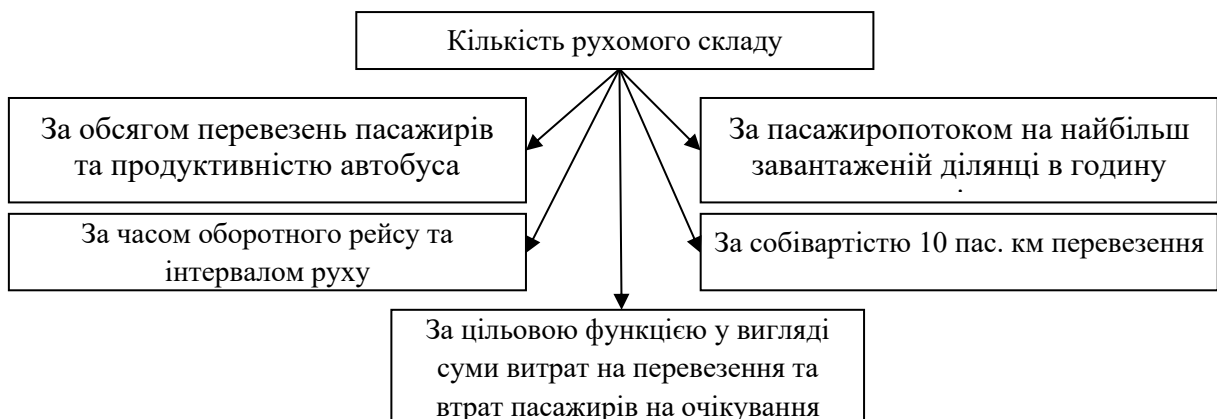 Кількість рухомого складу
За обсягом перевезень пасажирів
та продуктивністю автобуса
За пасажиропотоком на найбільш
завантаженій ділянці в годину
За часом оборотного рейсу та
інтервалом руху
За собівартістю 10 пас. км перевезення
За цільовою функцією у вигляді
суми витрат на перевезення та
втрат пасажирів на очікування